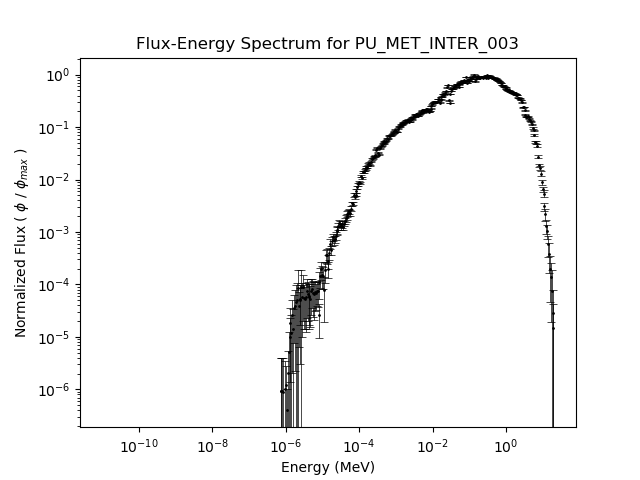 Flux-Energy Spectrum for PU_MET_INTER_003
Normalized Flux ( ϕ / ϕ_max )
10^0
10^-1
10^-2
10^-3
10^-4
10^-5
10^-6
10^-10 10^-8 10^-6 10^-4 10^-2 10^0
Energy (MeV)